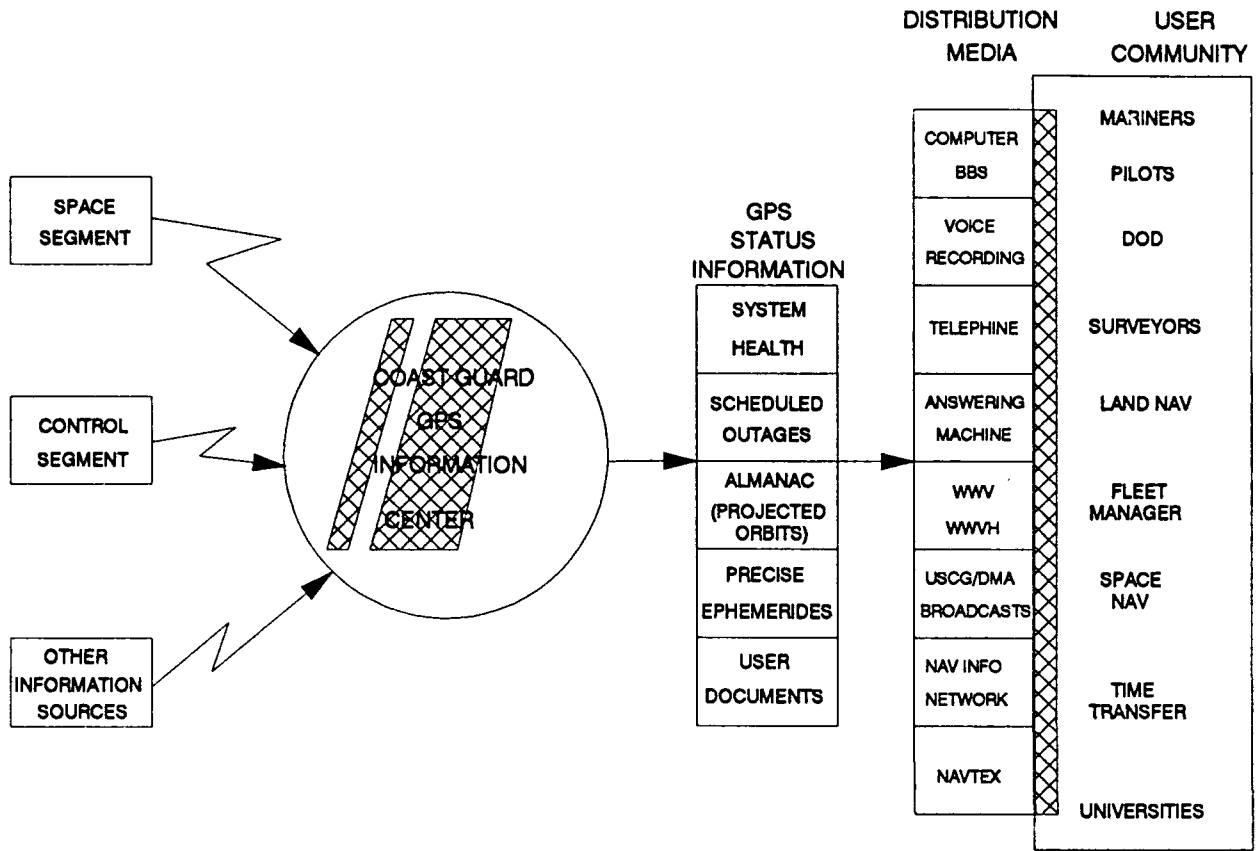 DISTRIBUTION
MEDIA
USER
COMMUNITY
SPACE
SEGMENT
CONTROL
SEGMENT
OTHER
INFORMATION
SOURCES
COAST GUARD
GPS
INFORMATION
CENTER
GPS
STATUS
INFORMATION
SYSTEM
HEALTH
SCHEDULED
OUTAGES
ALMANAC
(PROJECTED
ORBITS)
PRECISE
EPHEMERIDES
USER
DOCUMENTS
COMPUTER
BBS
VOICE
RECORDING
TELEPHINE
ANSWERING
MACHINE
WWV
WWVH
USCG/DMA
BROADCASTS
NAV INFO
NETWORK
NAVTEX
MARINERS
PILOTS
DOD
SURVEYORS
LAND NAV
FLEET
MANAGER
SPACE
NAV
TIME
TRANSFER
UNIVERSITIES